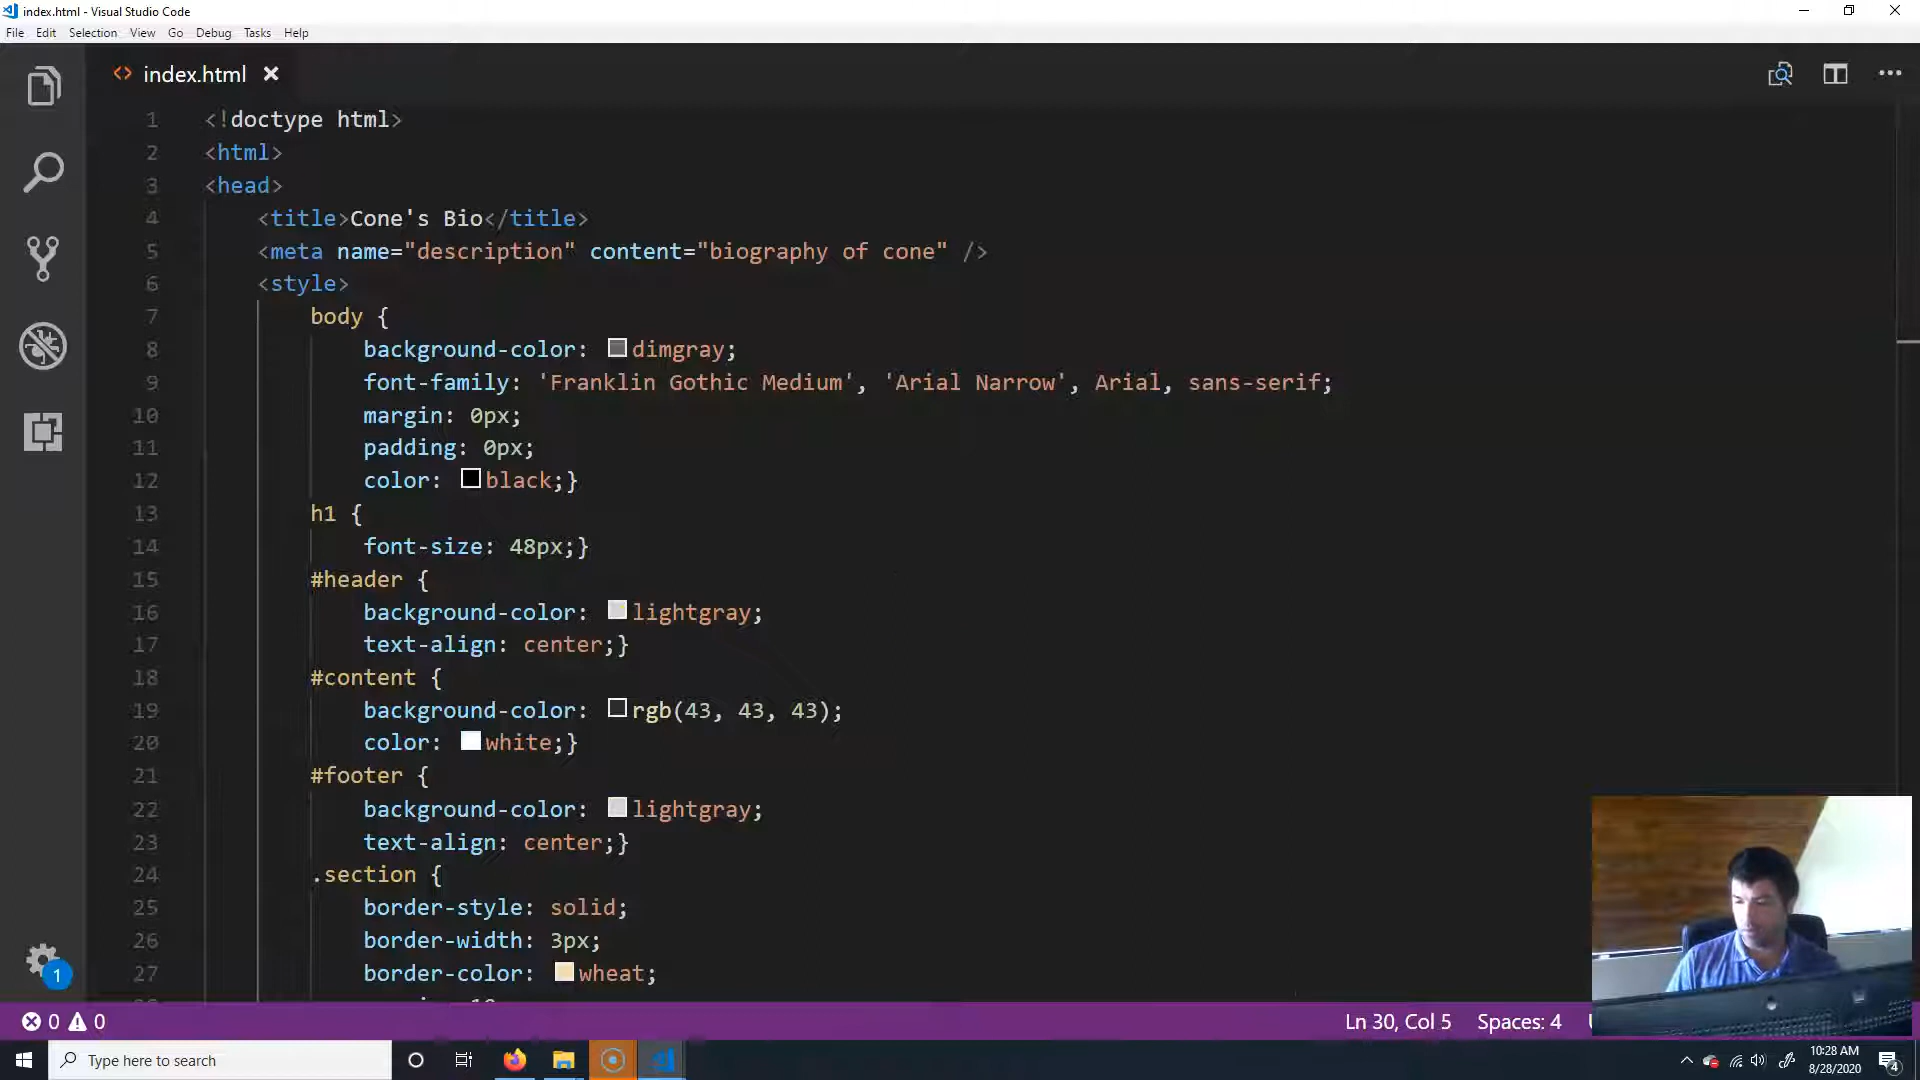 index.html - Visual Studio Code
File Edit Selection View Go Debug Tasks Help
index.html
1 <!doctype html>
2 <html>
3 <head>
4 <title>Cone's Bio</title>
5 <meta name="description" content="biography of cone" />
6 <style>
7 body {
8 background-color: dimgray;
9 font-family: 'Franklin Gothic Medium', 'Arial Narrow', Arial, sans-serif;
10 margin: 0px;
11 padding: 0px;
12 color: black;}
13 h1 {
14 font-size: 48px;}
15 #header {
16 background-color: lightgray;
17 text-align: center;}
18 #content {
19 background-color: rgb(43, 43, 43);
20 color: white;}
21 #footer {
22 background-color: lightgray;
23 text-align: center;}
24 .section {
25 border-style: solid;
26 border-width: 3px;
27 border-color: wheat;
1
0 0 Ln 30, Col 5 Spaces: 4
Type here to search
10:28 AM
8/28/2020
4